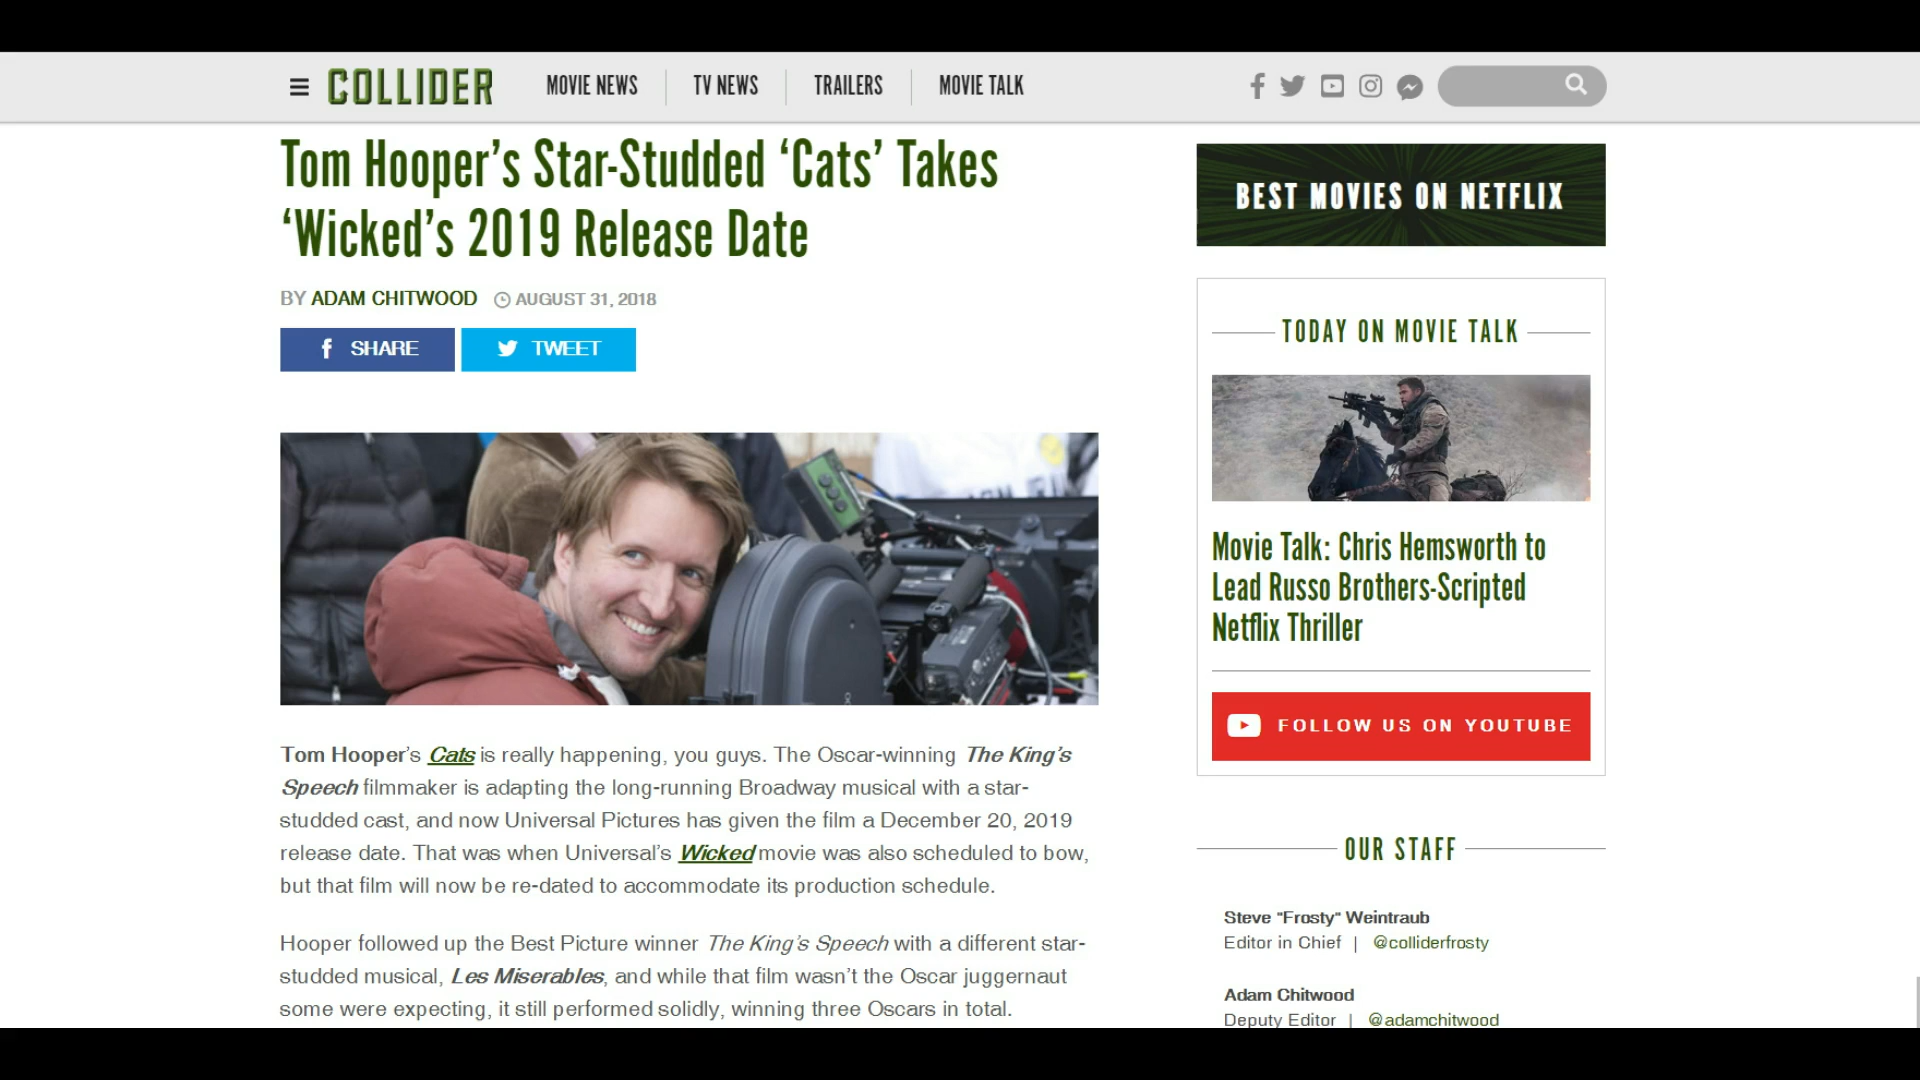 COLLIDER
MOVIE NEWS
TV NEWS
TRAILERS
MOVIE TALK
Tom Hooper’s Star-Studded ‘Cats’ Takes
‘Wicked’s 2019 Release Date
BY ADAM CHITWOOD AUGUST 31, 2018
SHARE
TWEET
Tom Hooper’s Cats is really happening, you guys. The Oscar-winning The King’s
Speech filmmaker is adapting the long-running Broadway musical with a star-
studded cast, and now Universal Pictures has given the film a December 20, 2019
release date. That was when Universal’s Wicked movie was also scheduled to bow,
but that film will now be re-dated to accommodate its production schedule.
Hooper followed up the Best Picture winner The King’s Speech with a different star-
studded musical, Les Miserables, and while that film wasn’t the Oscar juggernaut
some were expecting, it still performed solidly, winning three Oscars in total.
BEST MOVIES ON NETFLIX
TODAY ON MOVIE TALK
Movie Talk: Chris Hemsworth to
Lead Russo Brothers-Scripted
Netflix Thriller
FOLLOW US ON YOUTUBE
OUR STAFF
Steve "Frosty" Weintraub
Editor in Chief | @colliderfrosty
Adam Chitwood
Deputy Editor | @adamchitwood